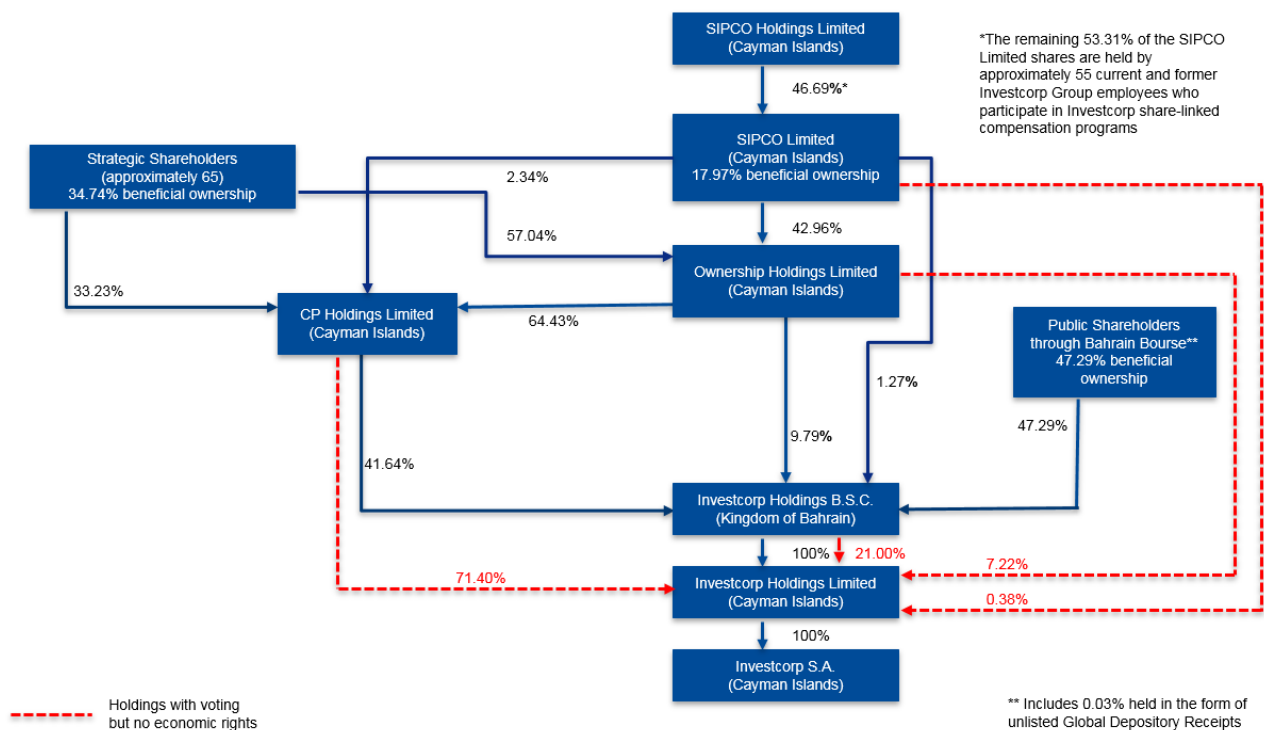 SIPCO Holdings Limited
(Cayman Islands)
*The remaining 53.31% of the SIPCO
Limited shares are held by
approximately 55 current and former
Investcorp Group employees who
participate in Investcorp share-linked
compensation programs
46.69%*
SIPCO Limited
(Cayman Islands)
17.97% beneficial ownership
Strategic Shareholders
(approximately 65)
34.74% beneficial ownership
2.34%
42.96%
57.04%
Ownership Holdings Limited
(Cayman Islands)
33.23%
CP Holdings Limited
(Cayman Islands)
64.43%
Public Shareholders
through Bahrain Bourse**
47.29% beneficial
ownership
1.27%
47.29%
9.79%
41.64%
Investcorp Holdings B.S.C.
(Kingdom of Bahrain)
100%
21.00%
7.22%
71.40%
Investcorp Holdings Limited
(Cayman Islands)
0.38%
100%
Investcorp S.A.
(Cayman Islands)
Holdings with voting
but no economic rights
** Includes 0.03% held in the form of
unlisted Global Depository Receipts